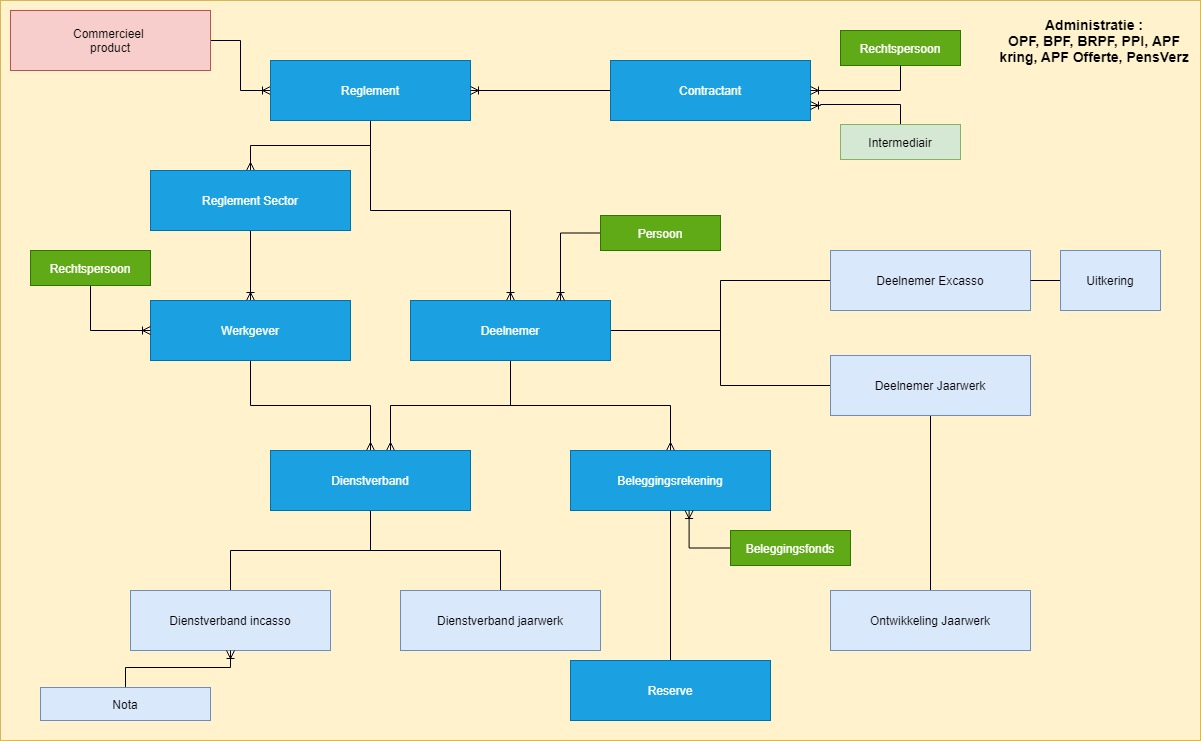 Commercieel
product
Administratie :
OPF, BPF, BRPF, PPI, APF
kring, APF Offerte, PensVerz
Rechtspersoon
Reglement
Contractant
Intermediair
Reglement Sector
Persoon
Rechtspersoon
Deelnemer Excasso
Uitkering
Werkgever
Deelnemer
Deelnemer Jaarwerk
Dienstverband
Beleggingsrekening
Beleggingsfonds
Dienstverband incasso
Dienstverband jaarwerk
Ontwikkeling Jaarwerk
Reserve
Nota